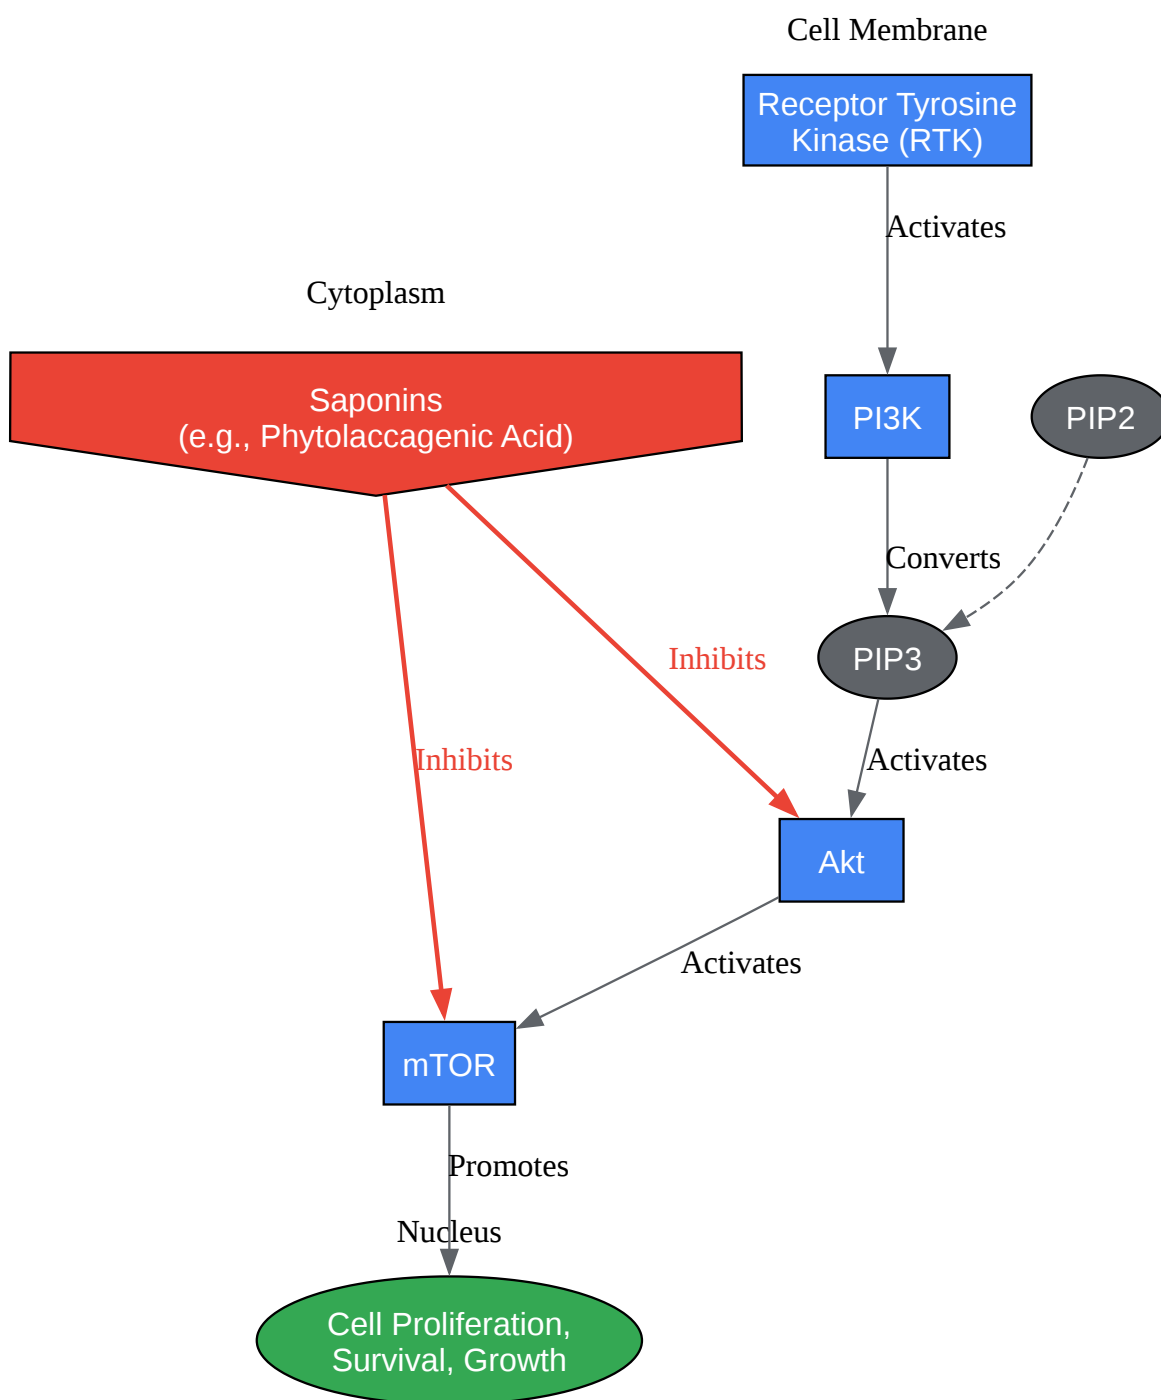 Cell Membrane
Receptor Tyrosine
Kinase (RTK)
Activates
Cytoplasm
Saponins
(e.g., Phytolaccagenic Acid)
PI3K
PIP2
Converts
PIP3
Inhibits
Inhibits
Activates
Akt
Activates
mTOR
Promotes
Nucleus
Cell Proliferation,
Survival, Growth